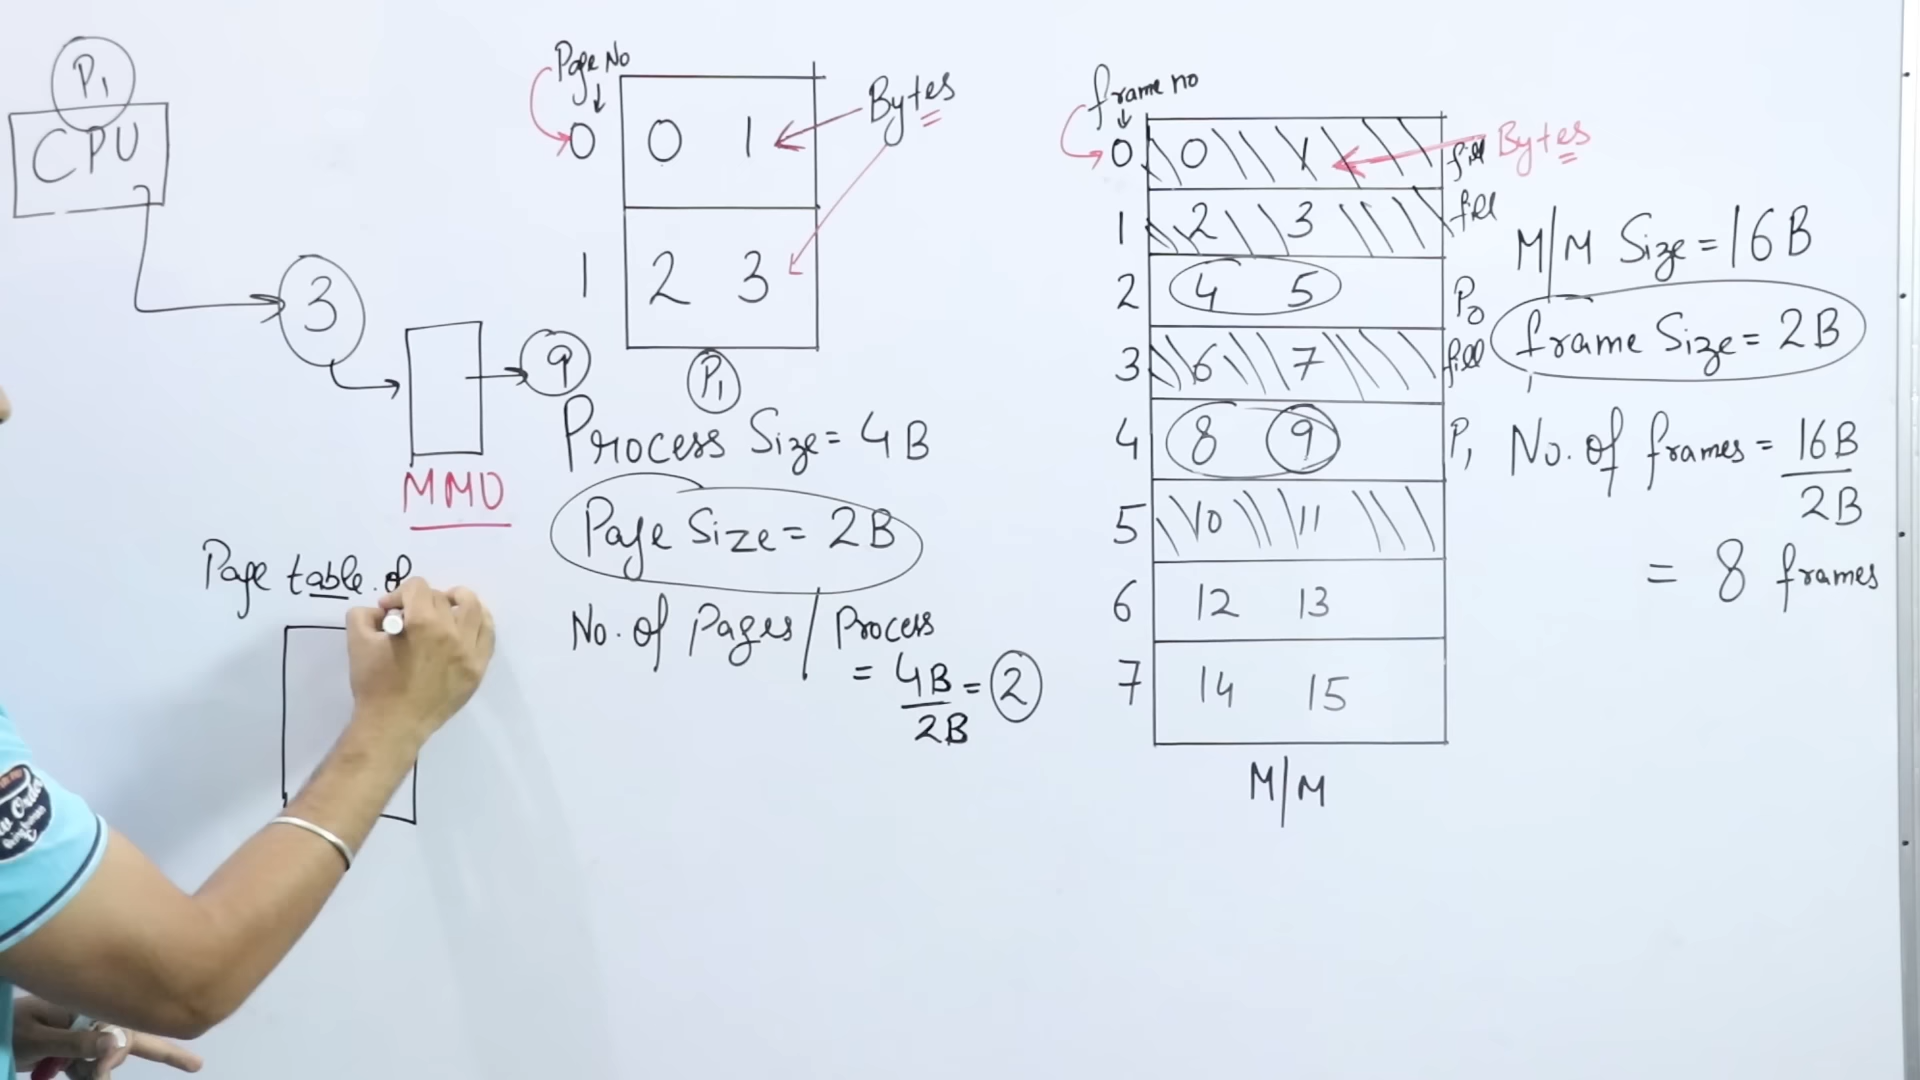 P1
CPU
3
9
MMU
Page table of
Page No
0 0 1
1 2 3
Bytes
P1
Process Size = 4B
Page Size = 2B
No. of Pages / Process
= 4B / 2B = 2
frame no
0 0 1 fill
Bytes
1 2 3 fill
2 4 5 P0
3 6 7 fill
4 8 9 P1
5 10 11
6 12 13
7 14 15
M/M
M/M Size = 16B
frame Size = 2B
No. of frames = 16B / 2B
= 8 frames